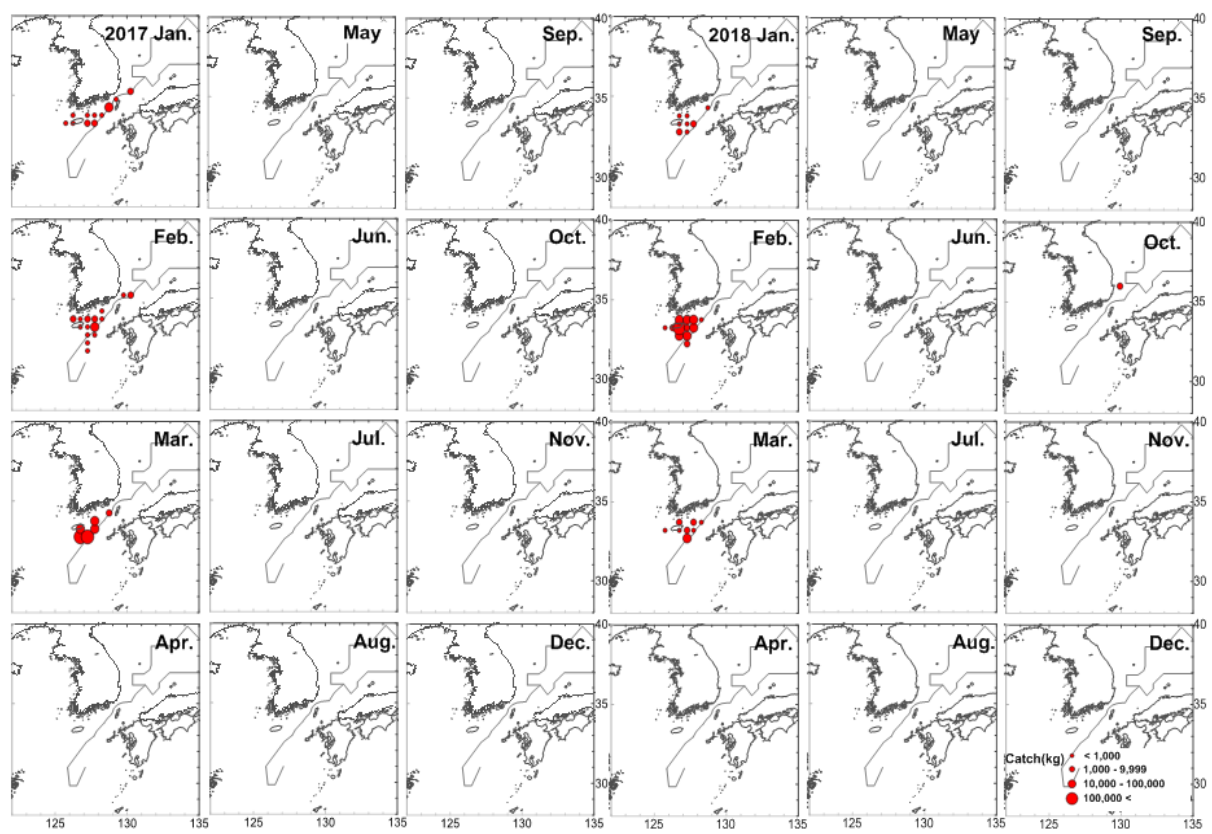 2017 Jan. May Sep. 2018 Jan. May Sep. 40
35
30
Feb. Jun. Oct. Feb. Jun. Oct. 40
35
30
Mar. Jul. Nov. Mar. Jul. Nov. 40
35
30
Apr. Aug. Dec. Apr. Aug. Dec. 40
35
Catch(kg)
< 1,000
1,000 - 9,999
30
10,000 - 100,000
100,000 <
125 130 135 125 130 135 125 130 135 125 130 135 125 130 135 125 130 135